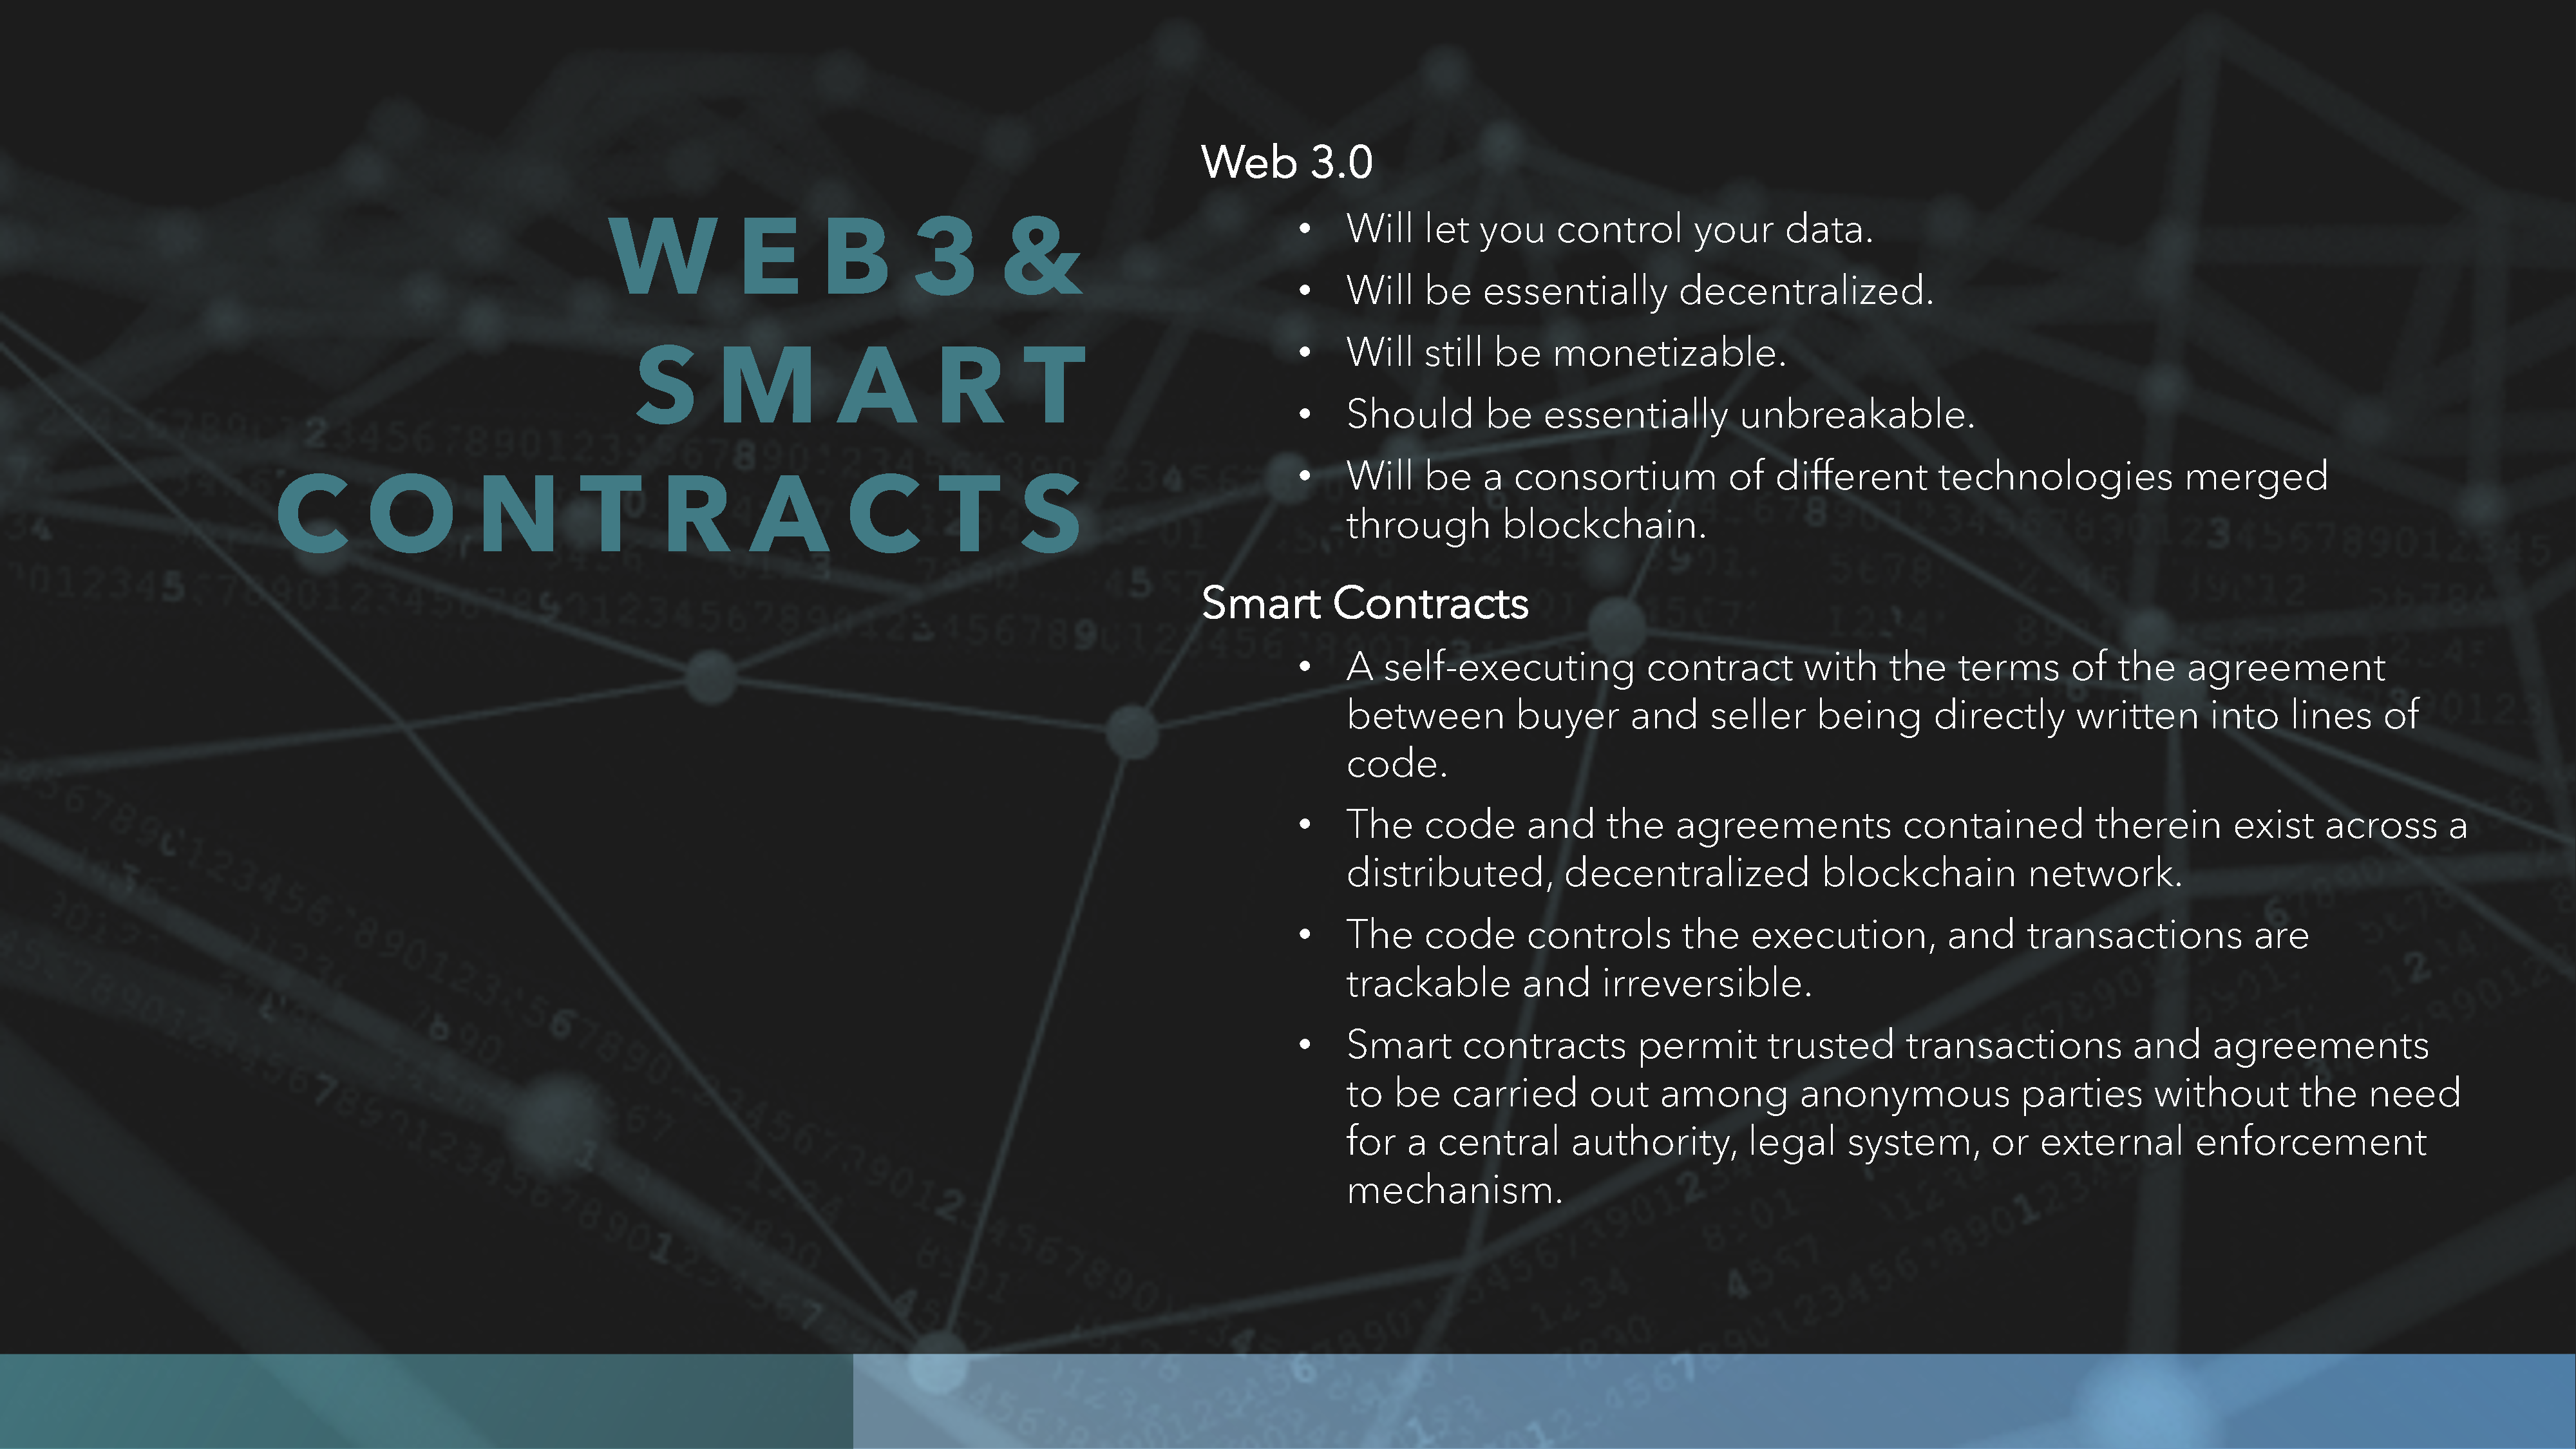 WEB3 &
SMART
CONTRACTS
Web 3.0
• Will let you control your data.
• Will be essentially decentralized.
• Will still be monetizable.
• Should be essentially unbreakable.
• Will be a consortium of different technologies merged
through blockchain.
Smart Contracts
• A self-executing contract with the terms of the agreement
between buyer and seller being directly written into lines of
code.
• The code and the agreements contained therein exist across a
distributed, decentralized blockchain network.
• The code controls the execution, and transactions are
trackable and irreversible.
• Smart contracts permit trusted transactions and agreements
to be carried out among anonymous parties without the need
for a central authority, legal system, or external enforcement
mechanism.